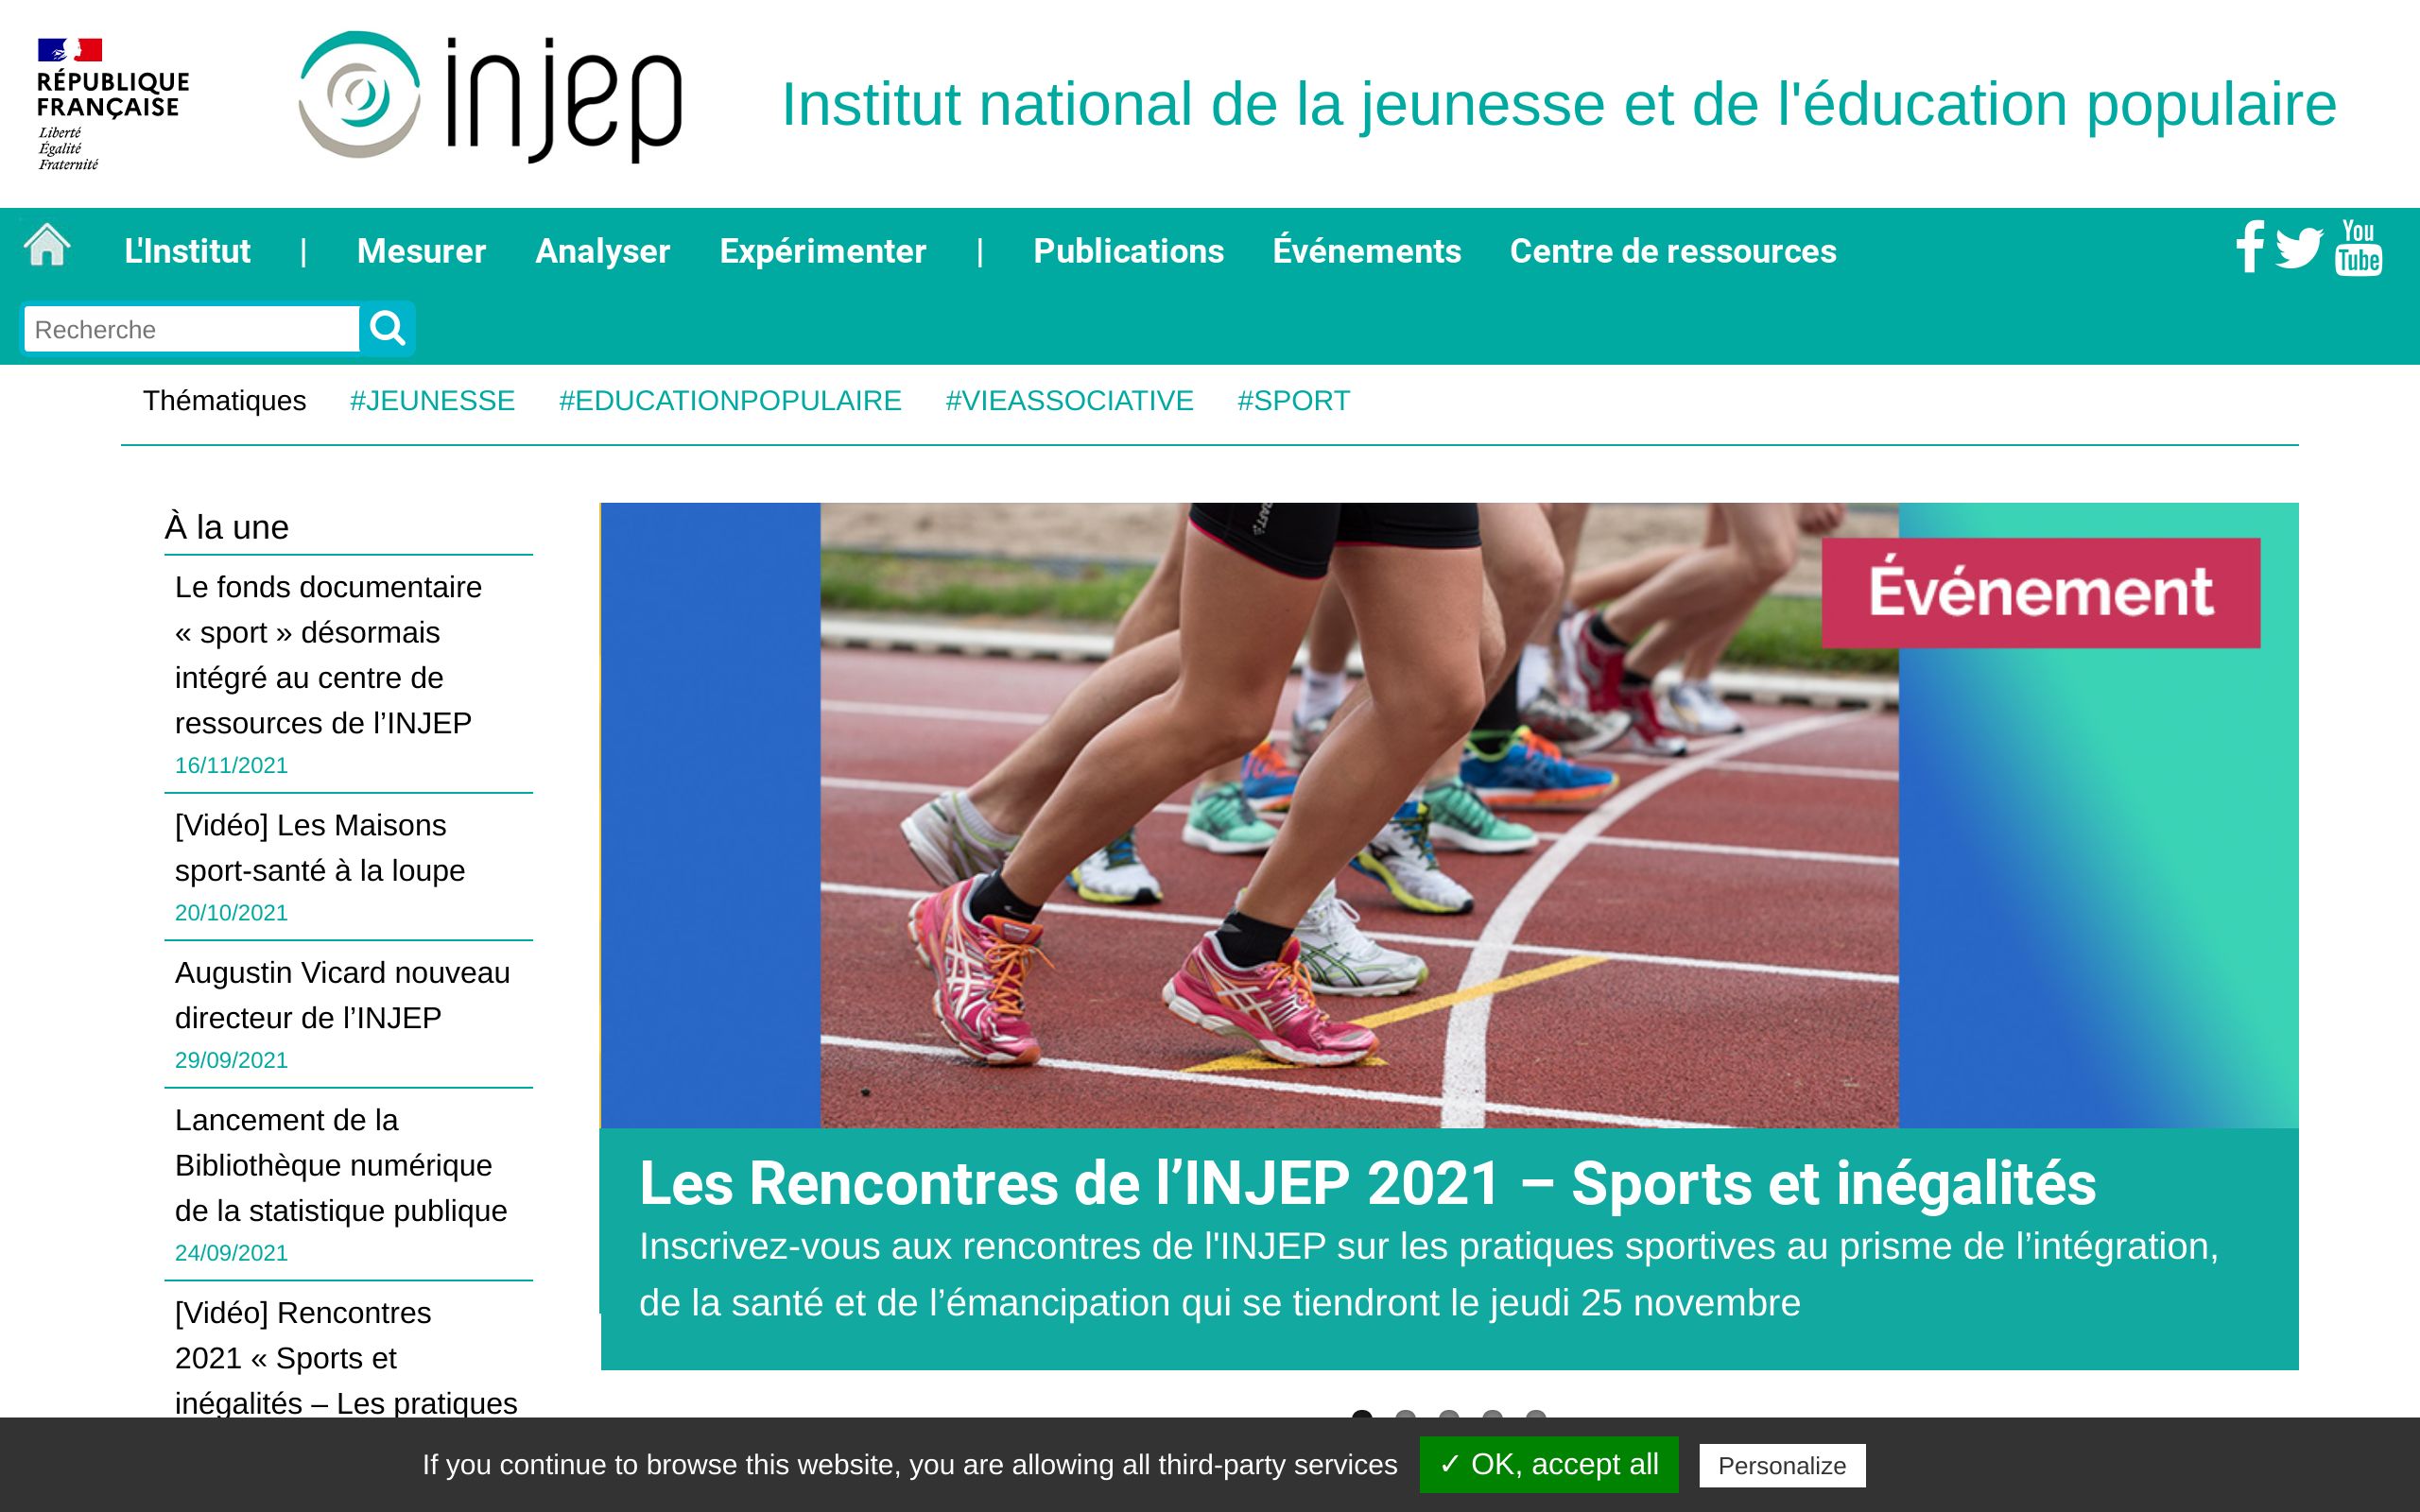 RÉPUBLIQUE
FRANÇAISE
Liberté
Égalité
Fraternité
injep
Institut national de la jeunesse et de l'éducation populaire
L'Institut | Mesurer Analyser Expérimenter | Publications Événements Centre de ressources
You
Tube
Recherche
Thématiques #JEUNESSE #EDUCATIONPOPULAIRE #VIEASSOCIATIVE #SPORT
À la une
Le fonds documentaire
« sport » désormais
intégré au centre de
ressources de l’INJEP
16/11/2021
[Vidéo] Les Maisons
sport-santé à la loupe
20/10/2021
Augustin Vicard nouveau
directeur de l’INJEP
29/09/2021
Lancement de la
Bibliothèque numérique
de la statistique publique
24/09/2021
[Vidéo] Rencontres
2021 « Sports et
inégalités – Les pratiques
Événement
Les Rencontres de l’INJEP 2021 – Sports et inégalités
Inscrivez-vous aux rencontres de l'INJEP sur les pratiques sportives au prisme de l’intégration,
de la santé et de l’émancipation qui se tiendront le jeudi 25 novembre
If you continue to browse this website, you are allowing all third-party services ✓ OK, accept all Personalize